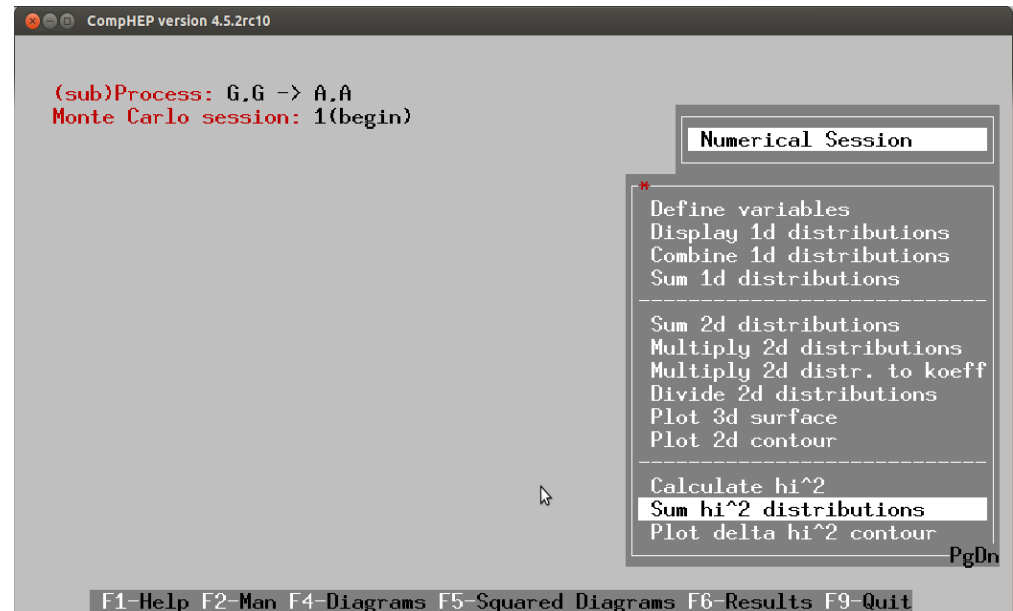 CompHEP version 4.5.2rc10
(sub)Process: G,G -> A,A
Monte Carlo session: 1(begin)
Numerical Session
*
Define variables
Display 1d distributions
Combine 1d distributions
Sum 1d distributions
Sum 2d distributions
Multiply 2d distributions
Multiply 2d distr. to koeff
Divide 2d distributions
Plot 3d surface
Plot 2d contour
Calculate hi^2
Sum hi^2 distributions
Plot delta hi^2 contour
PgDn
F1-Help F2-Man F4-Diagrams F5-Squared Diagrams F6-Results F9-Quit